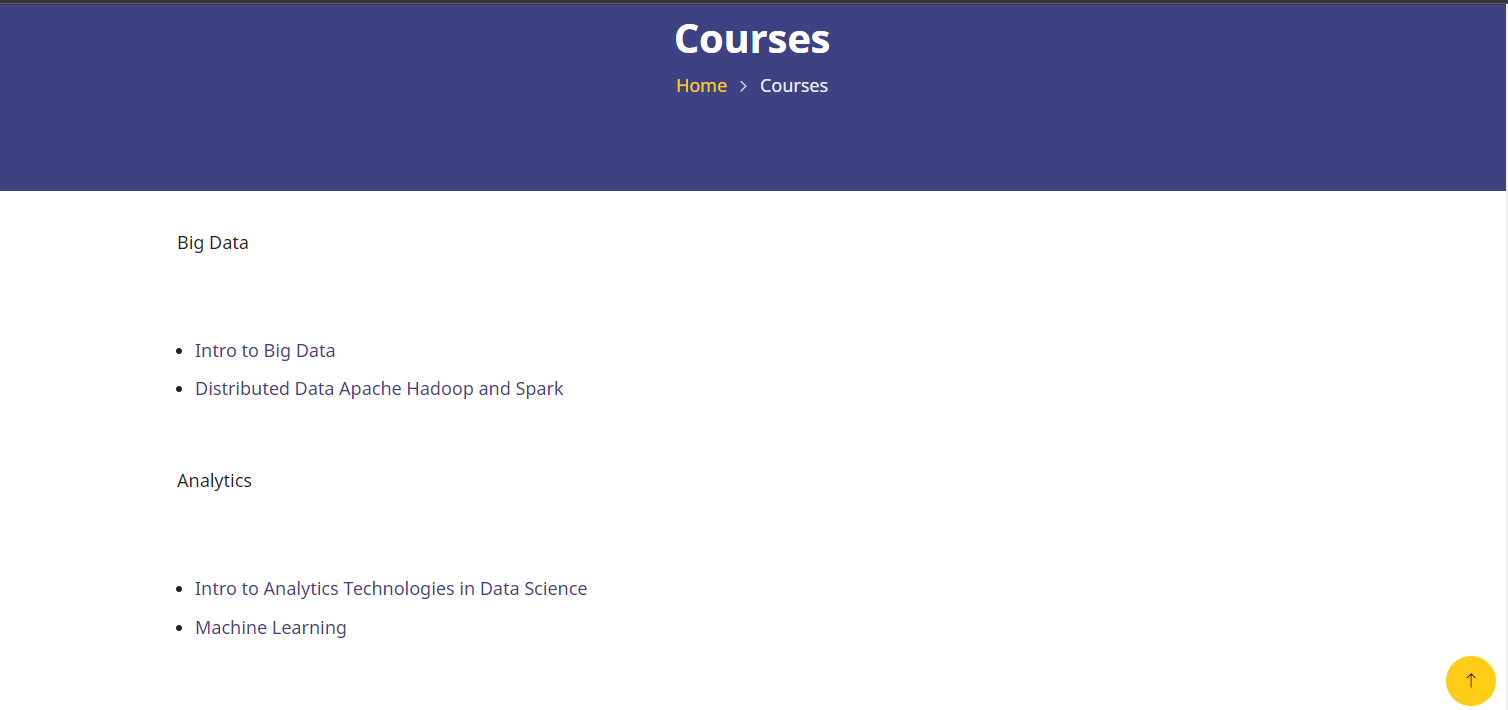 Courses
Home > Courses
Big Data
• Intro to Big Data
• Distributed Data Apache Hadoop and Spark
Analytics
• Intro to Analytics Technologies in Data Science
• Machine Learning
↑